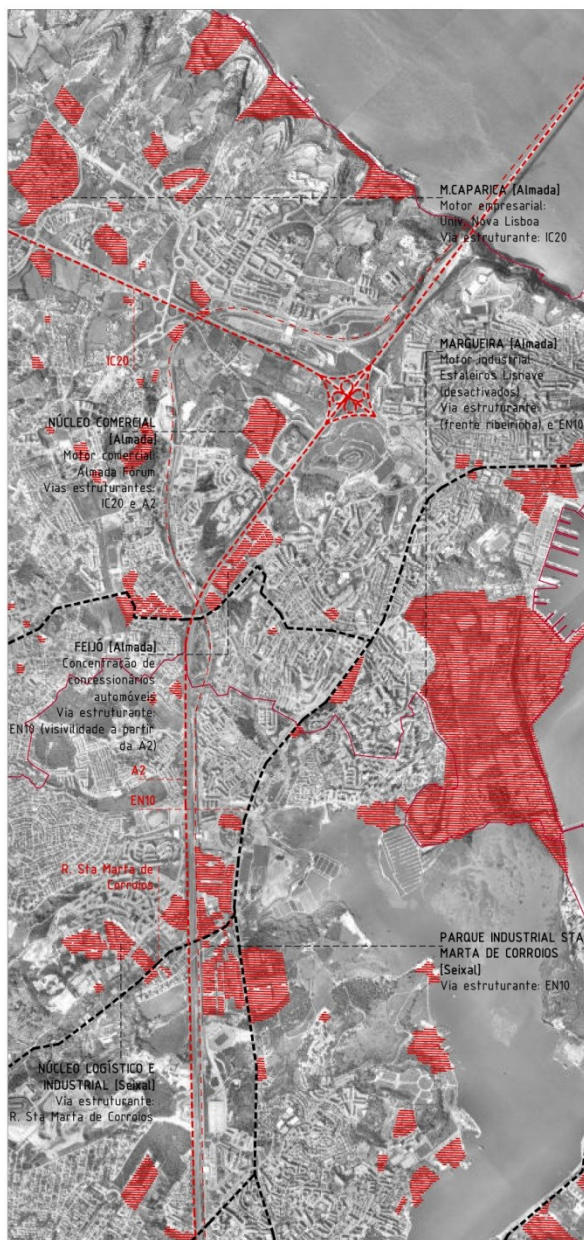 M.CAPARICA [Almada]
Motor empresarial:
Univ. Nova Lisboa
Via estruturante: IC20
IC20
MARGUEIRA [Almada]
Motor industrial:
Estaleiros Lisnave
(desactivados)
Via estruturante:
(frente ribeirinha) e EN10
NÚCLEO COMERCIAL
[Almada]
Motor comercial:
Almada Fórum
Vias estruturantes:
IC20 e A2
FEIJÓ [Almada]
Concentração de
concessionários
automóveis
Via estruturante:
EN10 (visivilidade a partir
da A2)
A2
EN10
R. Sta Marta de
Corroios
PARQUE INDUSTRIAL STA
MARTA DE CORROIOS
[Seixal]
Via estruturante: EN10
NÚCLEO LOGÍSTICO E
INDUSTRIAL [Seixal]
Via estruturante:
R. Sta Marta de Corroios